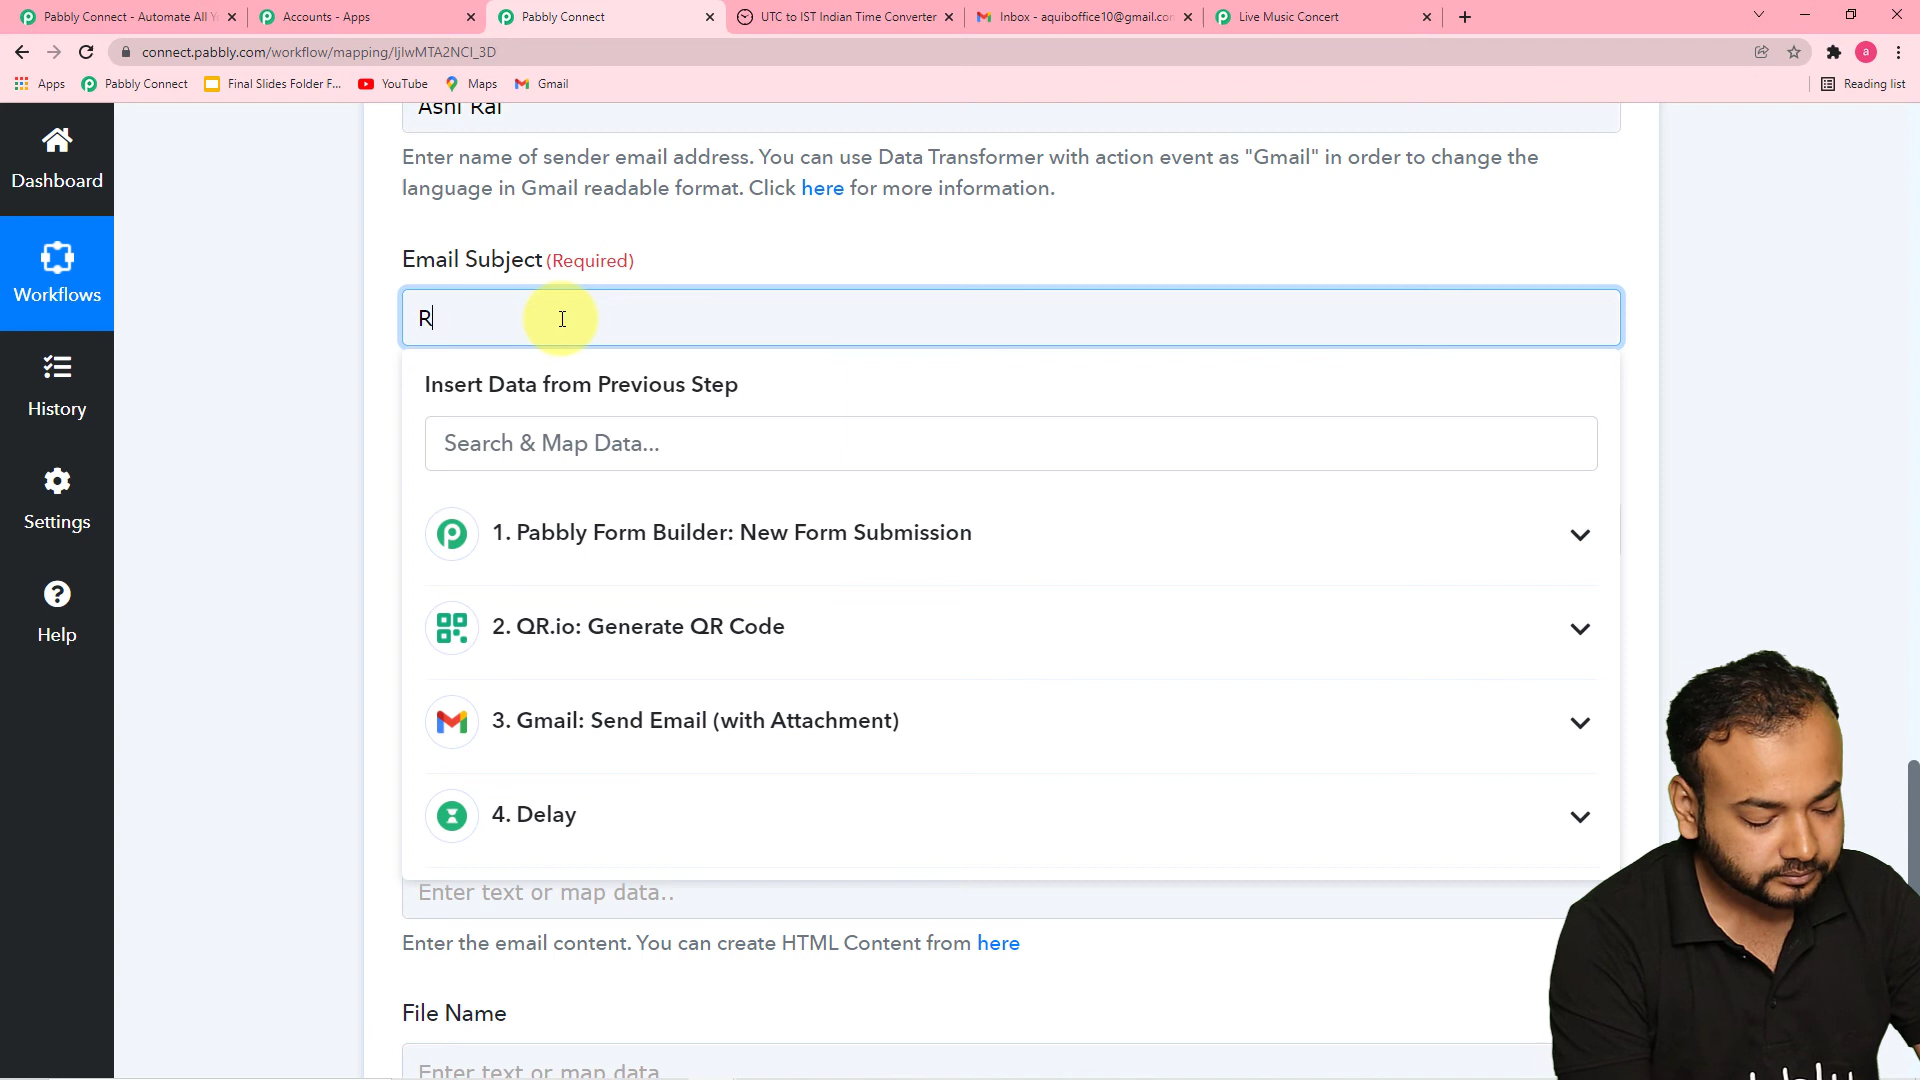 Pabbly Connect - Automate All Y
Accounts - Apps
Pabbly Connect
UTC to IST Indian Time Converter
Inbox - aquiboffice10@gmail.co
Live Music Concert
connect.pabbly.com/workflow/mapping/IjIwMTA2NCI_3D
a
Apps
Pabbly Connect
Final Slides Folder F...
YouTube
Maps
Gmail
Reading list
Dashboard
Workflows
History
Settings
Help
Ashi Rai
Enter name of sender email address. You can use Data Transformer with action event as "Gmail" in order to change the
language in Gmail readable format. Click here for more information.
Email Subject (Required)
R
Insert Data from Previous Step
Search & Map Data...
1. Pabbly Form Builder: New Form Submission
2. QR.io: Generate QR Code
3. Gmail: Send Email (with Attachment)
4. Delay
Enter text or map data..
Enter the email content. You can create HTML Content from here
File Name
Enter text or map data